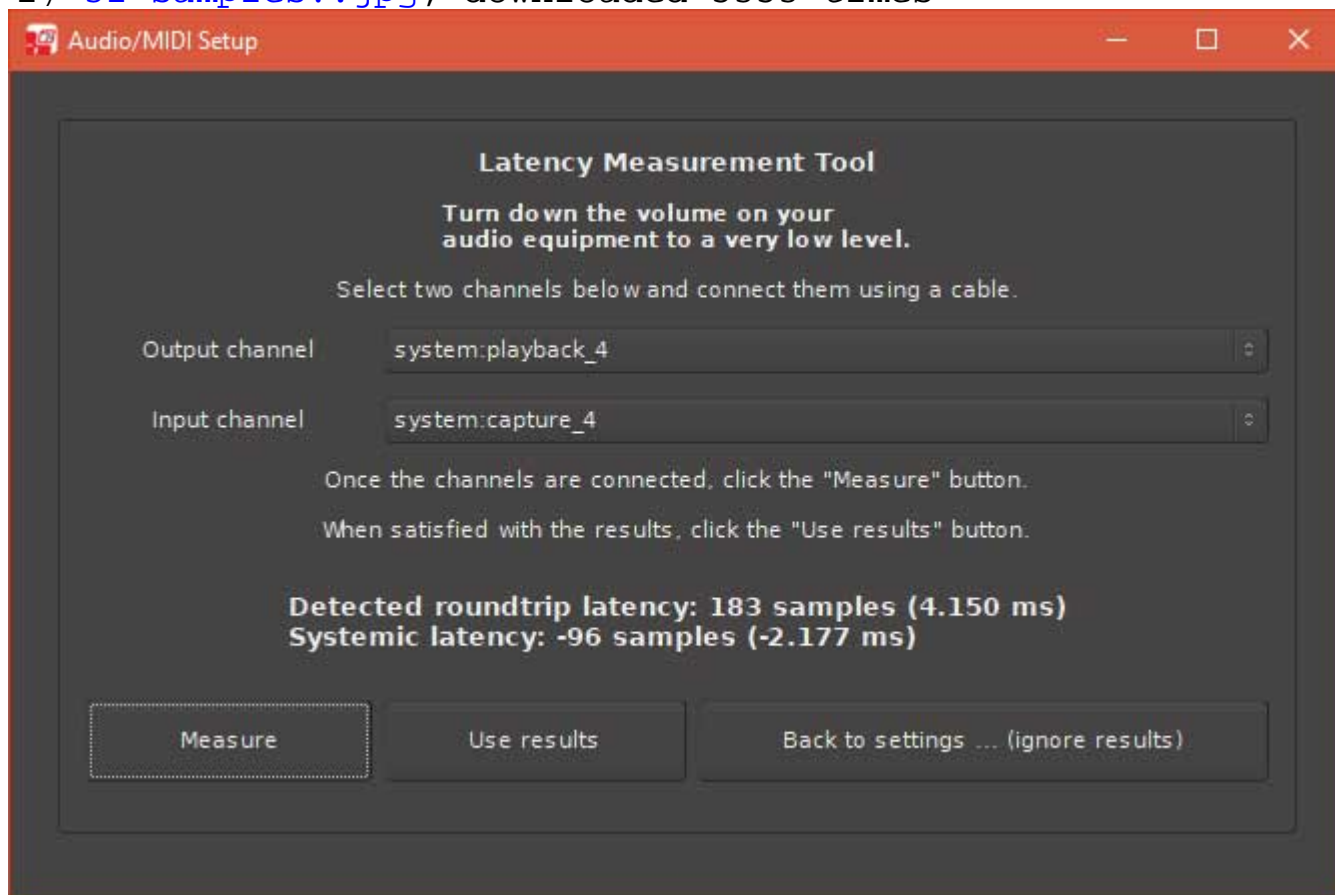 Audio/MIDI Setup
Latency Measurement Tool
Turn down the volume on your
audio equipment to a very low level.
Select two channels below and connect them using a cable.
Output channel system:playback_4
Input channel system:capture_4
Once the channels are connected, click the "Measure" button.
When satisfied with the results, click the "Use results" button.
Detected roundtrip latency: 183 samples (4.150 ms)
Systemic latency: -96 samples (-2.177 ms)
Measure Use results Back to settings ... (ignore results)